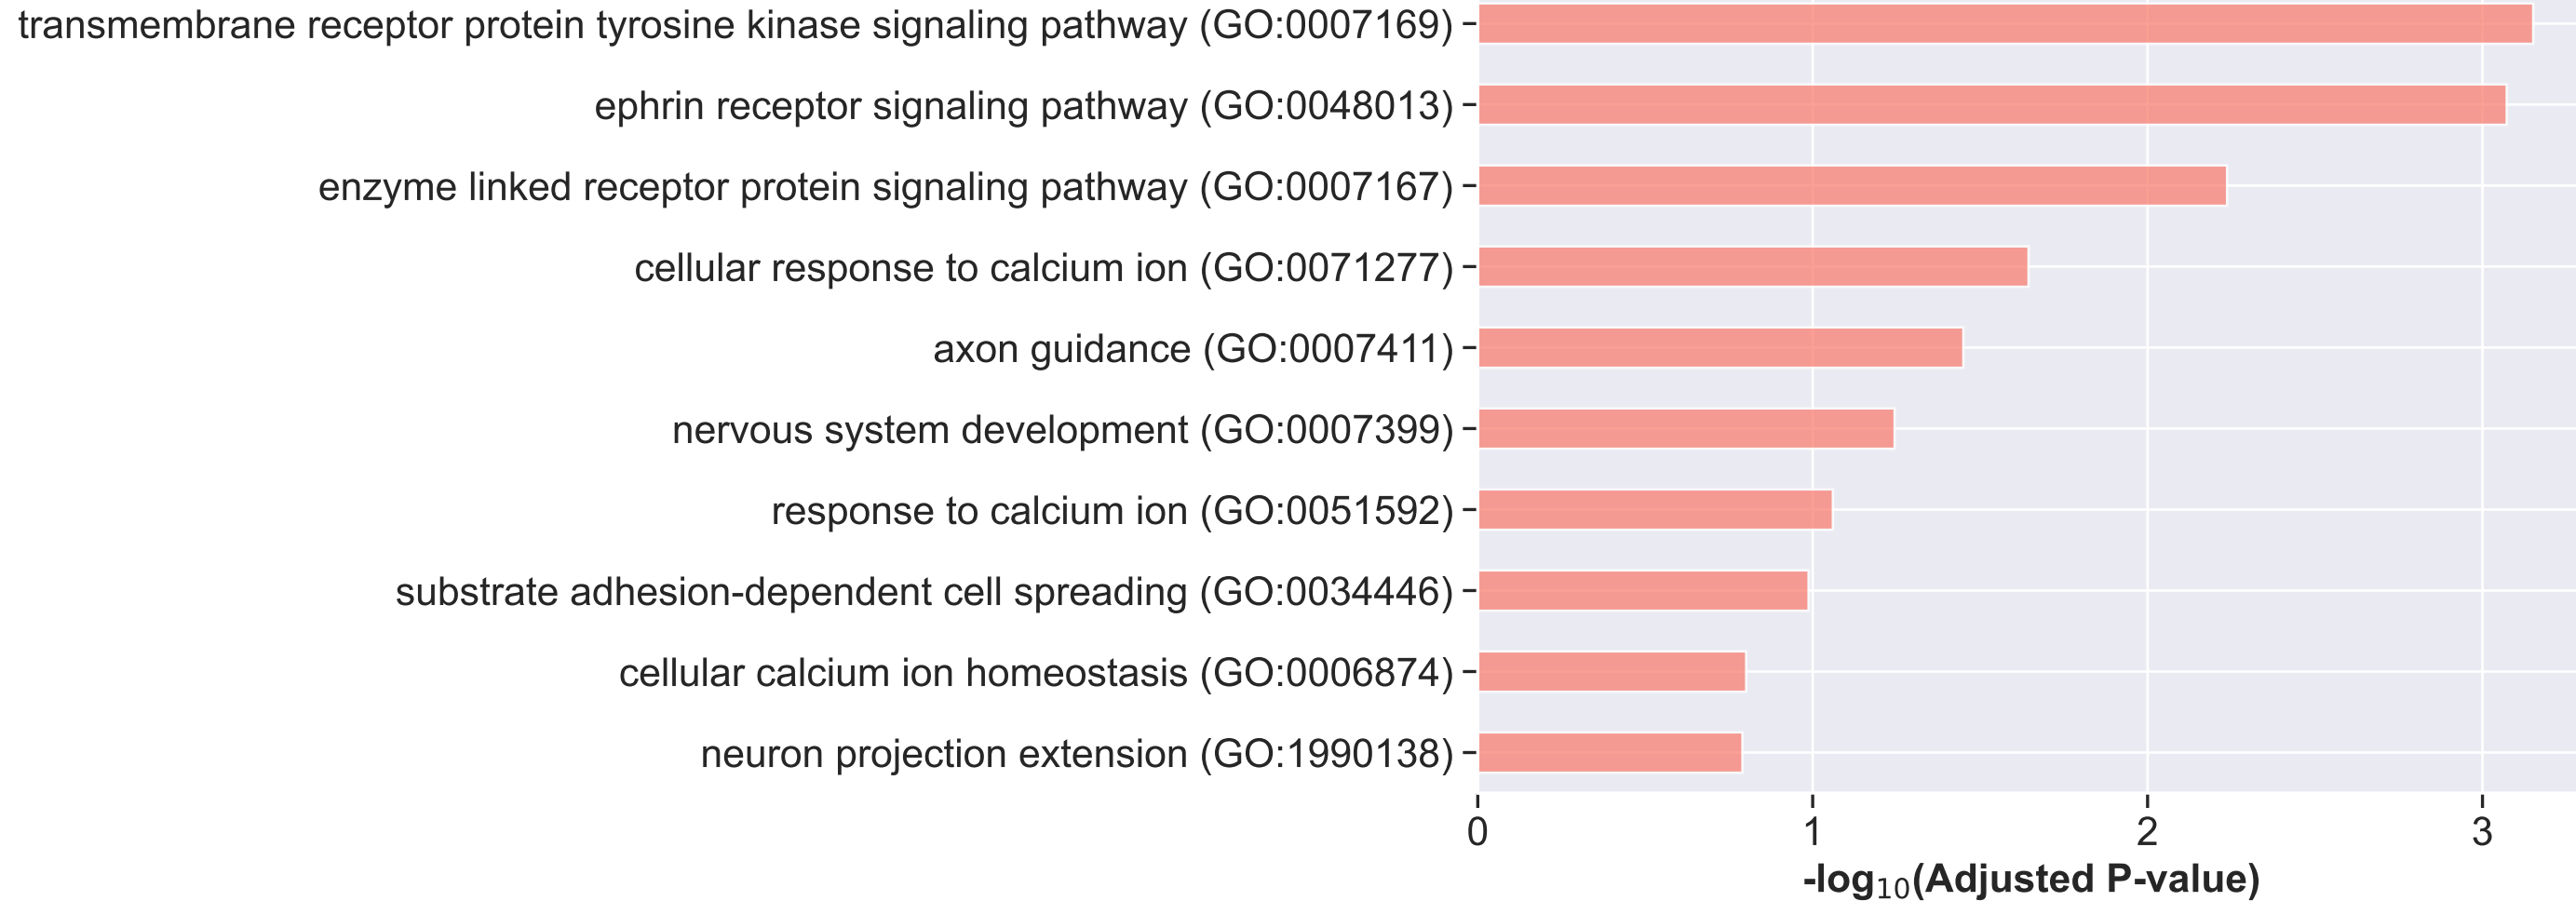 transmembrane receptor protein tyrosine kinase signaling pathway (GO:0007169)
ephrin receptor signaling pathway (GO:0048013)
enzyme linked receptor protein signaling pathway (GO:0007167)
cellular response to calcium ion (GO:0071277)
axon guidance (GO:0007411)
nervous system development (GO:0007399)
response to calcium ion (GO:0051592)
substrate adhesion-dependent cell spreading (GO:0034446)
cellular calcium ion homeostasis (GO:0006874)
neuron projection extension (GO:1990138)
0 1 2 3
-log₁₀(Adjusted P-value)